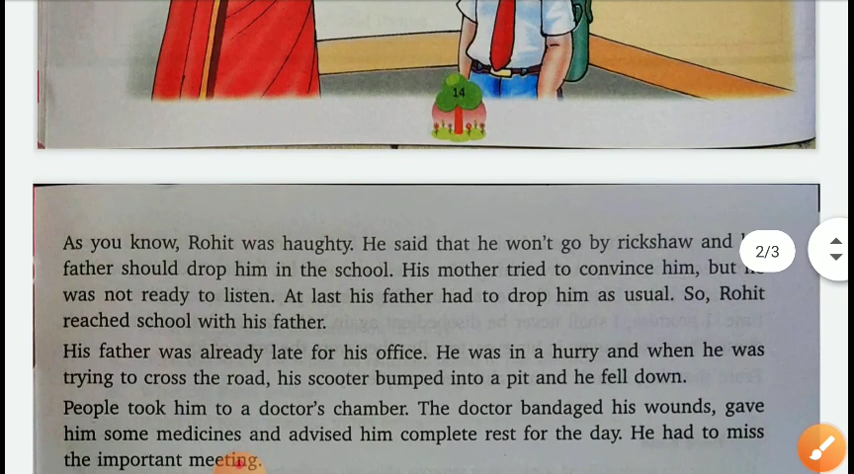 14
As you know, Rohit was haughty. He said that he won't go by rickshaw and
2/3
father should drop him in the school. His mother tried to convince him, but
was not ready to listen. At last his father had to drop him as usual. So, Rohit
reached school with his father.
His father was already late for his office. He was in a hurry and when he was
trying to cross the road, his scooter bumped into a pit and he fell down.
People took him to a doctor's chamber. The doctor bandaged his wounds, gave
him some medicines and advised him complete rest for the day. He had to miss
the important meeting.